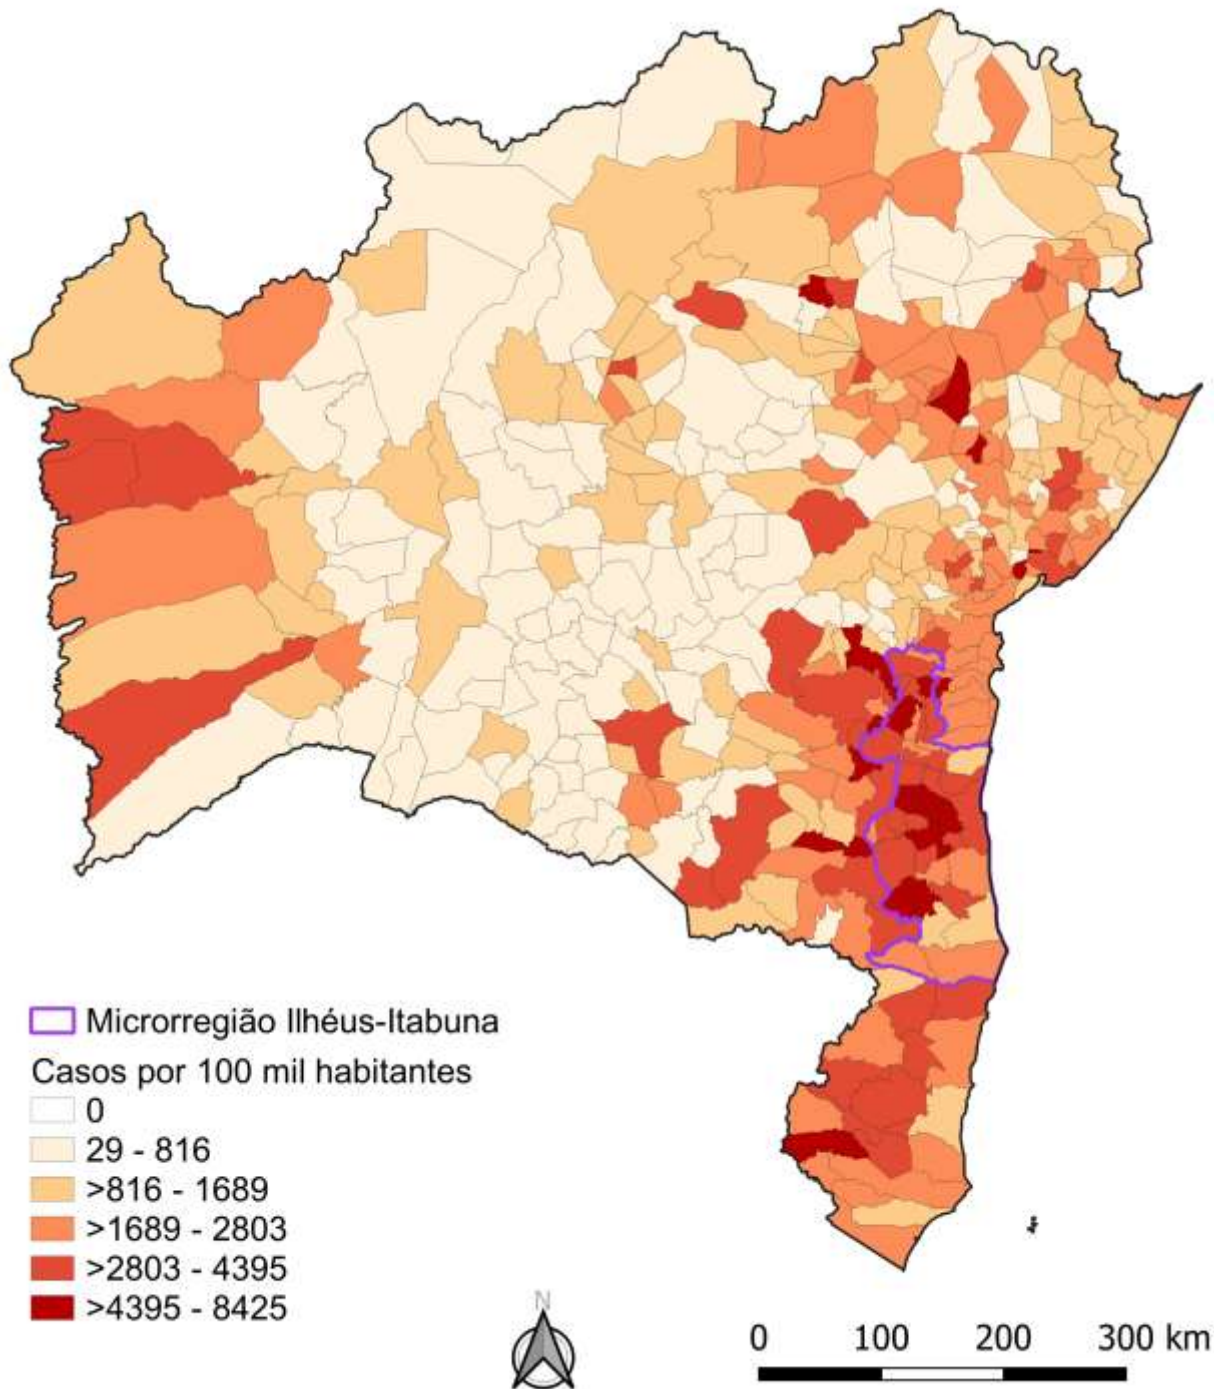 Microrregião Ilhéus-Itabuna
Casos por 100 mil habitantes
0
29 - 816
>816 - 1689
>1689 - 2803
>2803 - 4395
>4395 - 8425
N
0 100 200 300 km